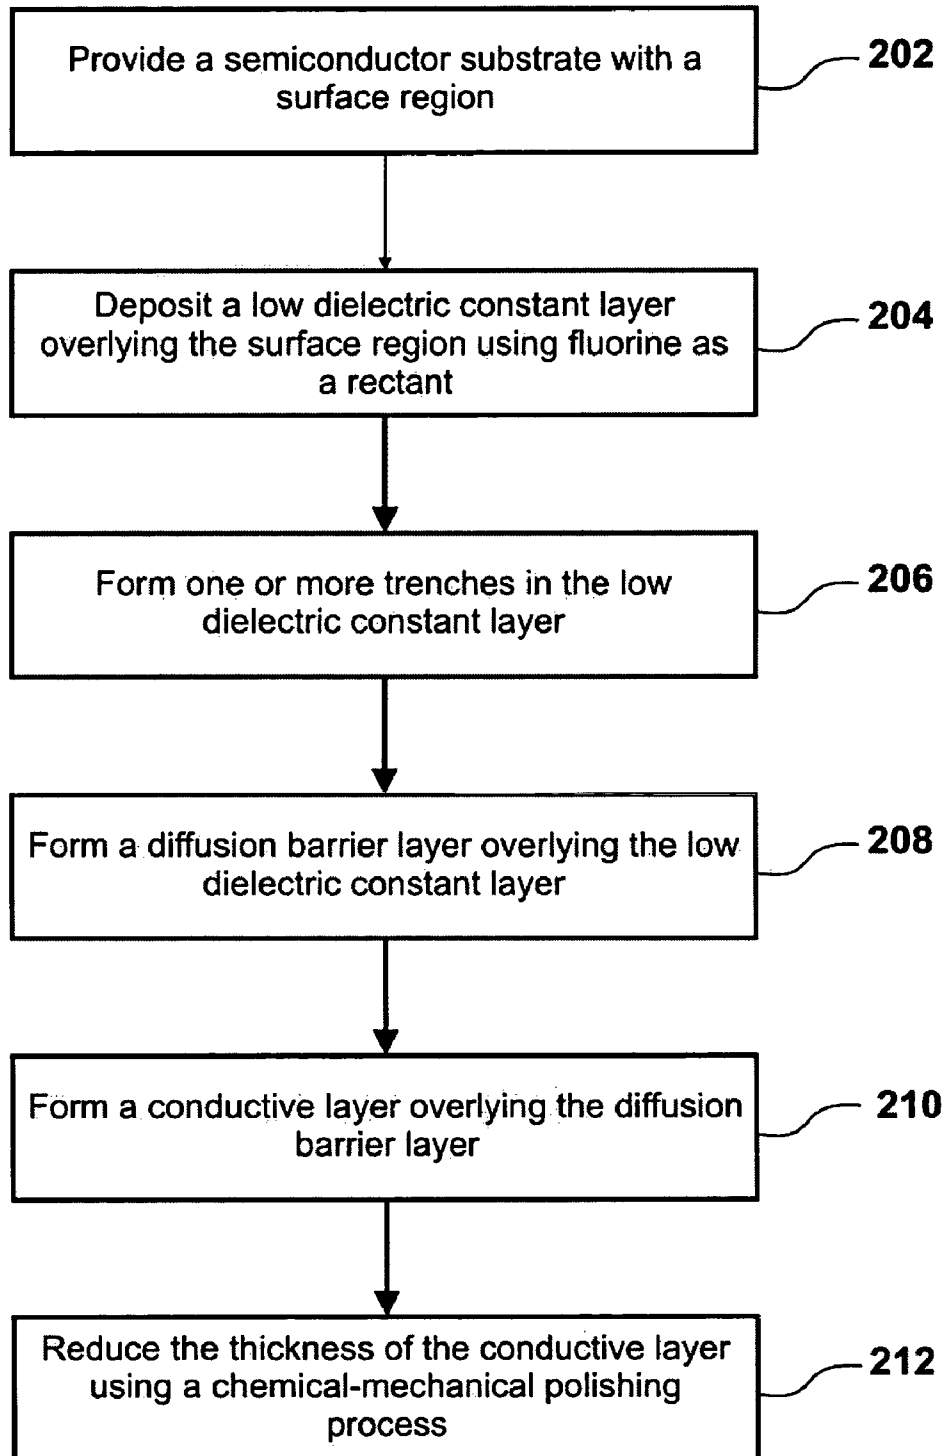 Provide a semiconductor substrate with a
surface region
202
Deposit a low dielectric constant layer
overlying the surface region using fluorine as
a rectant
204
Form one or more trenches in the low
dielectric constant layer
206
Form a diffusion barrier layer overlying the low
dielectric constant layer
208
Form a conductive layer overlying the diffusion
barrier layer
210
Reduce the thickness of the conductive layer
using a chemical-mechanical polishing
process
212